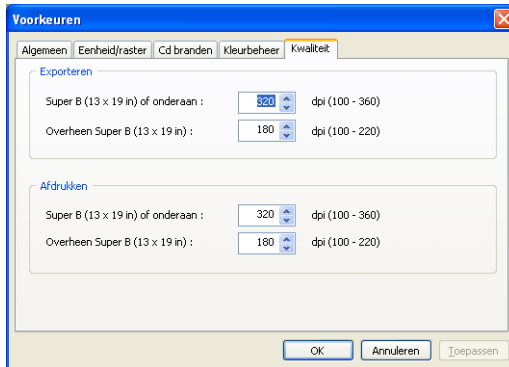 Voorkeuren
Algemeen Eenheid/raster Cd branden Kleurbeheer Kwaliteit
Exporteren
Super B (13 x 19 in) of onderaan : 320 dpi (100 - 360)
Overheen Super B (13 x 19 in) : 180 dpi (100 - 220)
Afdrukken
Super B (13 x 19 in) of onderaan : 320 dpi (100 - 360)
Overheen Super B (13 x 19 in) : 180 dpi (100 - 220)
OK Annuleren Toepassen